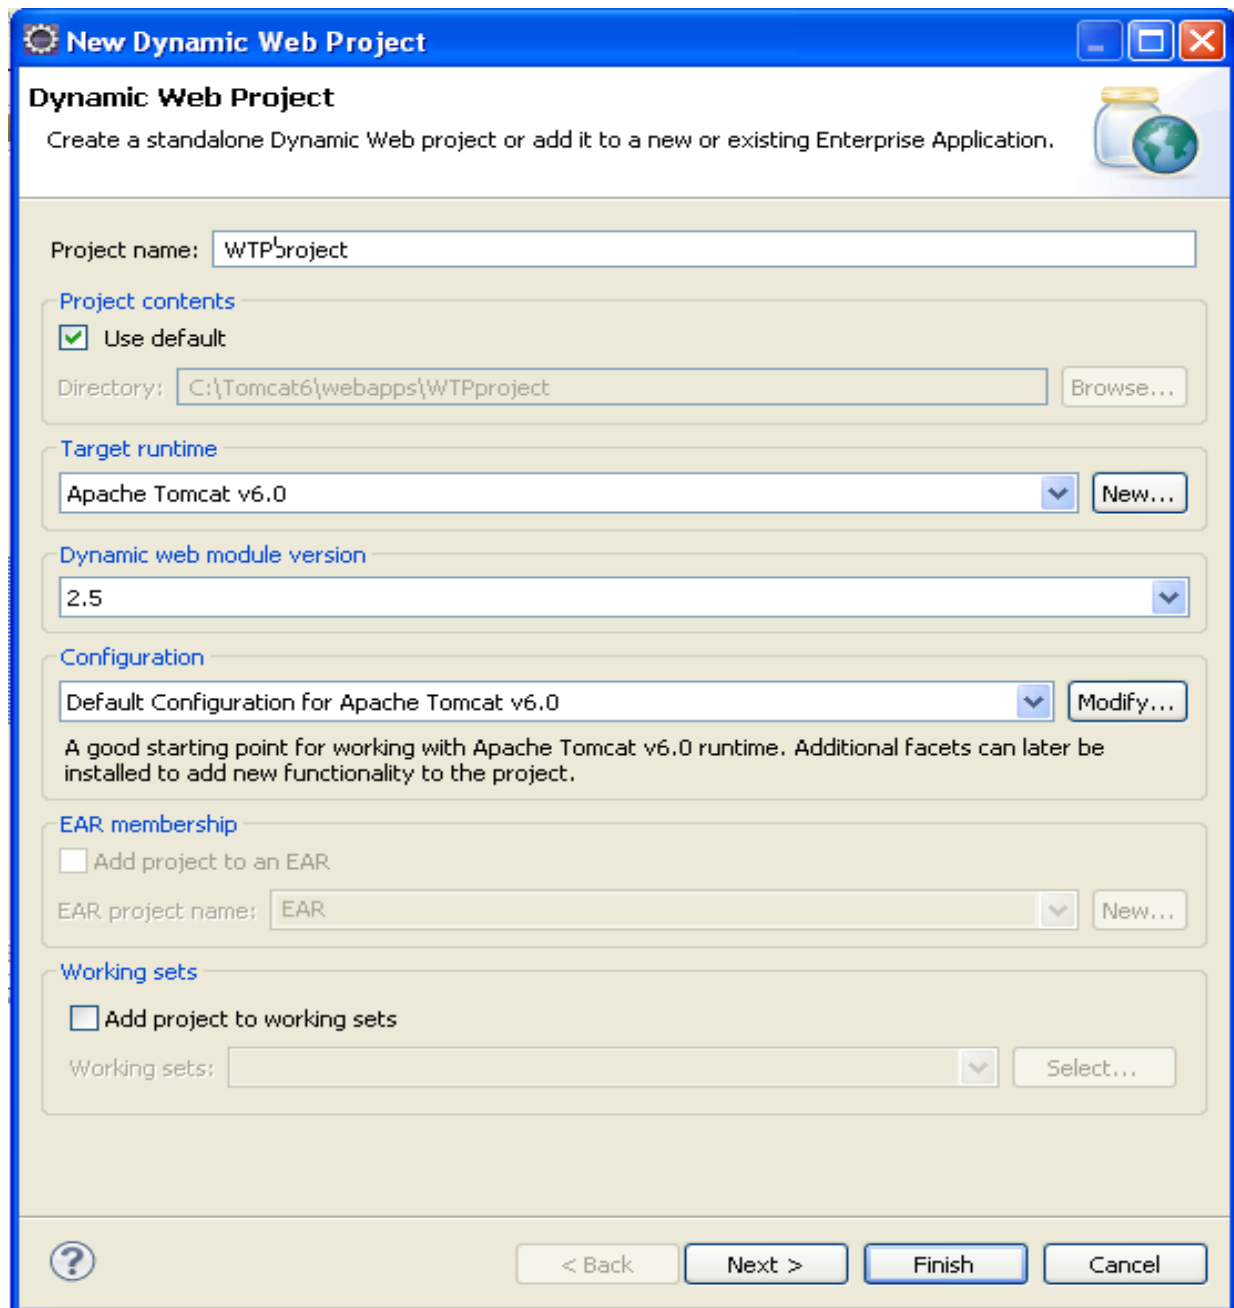 New Dynamic Web Project
Dynamic Web Project
Create a standalone Dynamic Web project or add it to a new or existing Enterprise Application.
Project name: WTPproject
Project contents
Use default
Directory: C:\Tomcat6\webapps\WTPproject Browse...
Target runtime
Apache Tomcat v6.0 New...
Dynamic web module version
2.5
Configuration
Default Configuration for Apache Tomcat v6.0 Modify...
A good starting point for working with Apache Tomcat v6.0 runtime. Additional facets can later be
installed to add new functionality to the project.
EAR membership
Add project to an EAR
EAR project name: EAR New...
Working sets
Add project to working sets
Working sets: Select...
? < Back Next > Finish Cancel